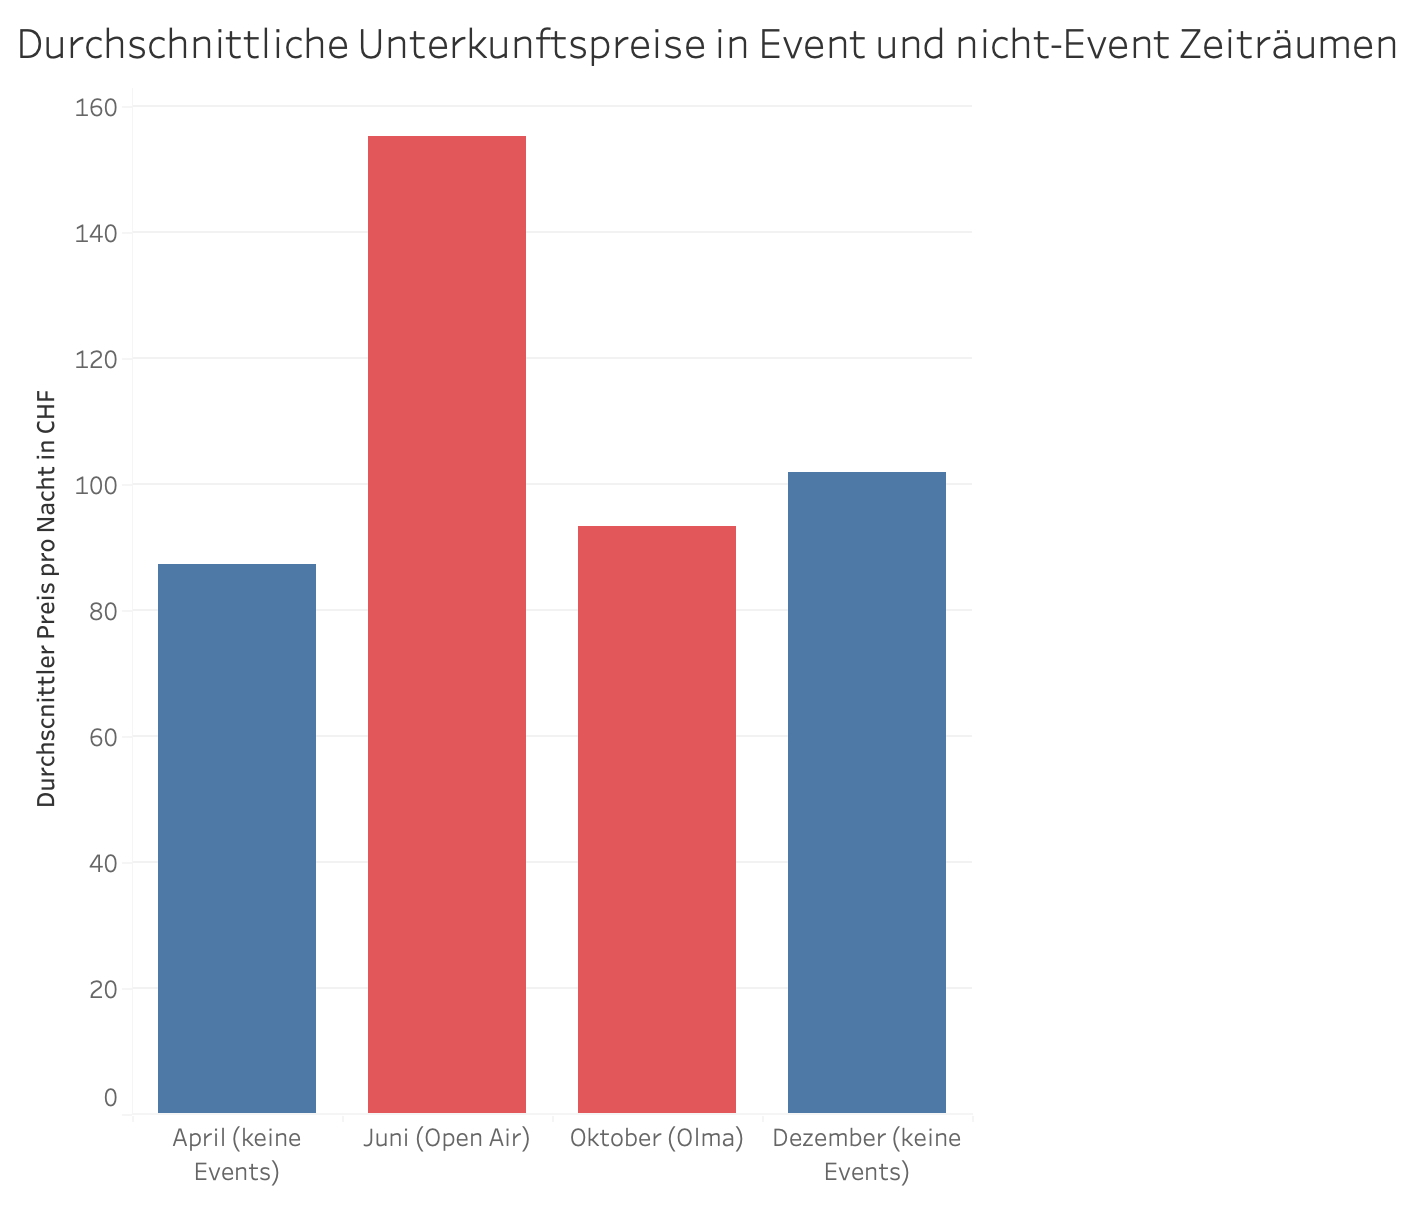 Durchschnittliche Unterkunftspreise in Event und nicht-Event Zeiträumen
Durchscnittler Preis pro Nacht in CHF
160
140
120
100
80
60
40
20
0
April (keine
Events)
Juni (Open Air)
Oktober (Olma)
Dezember (keine
Events)